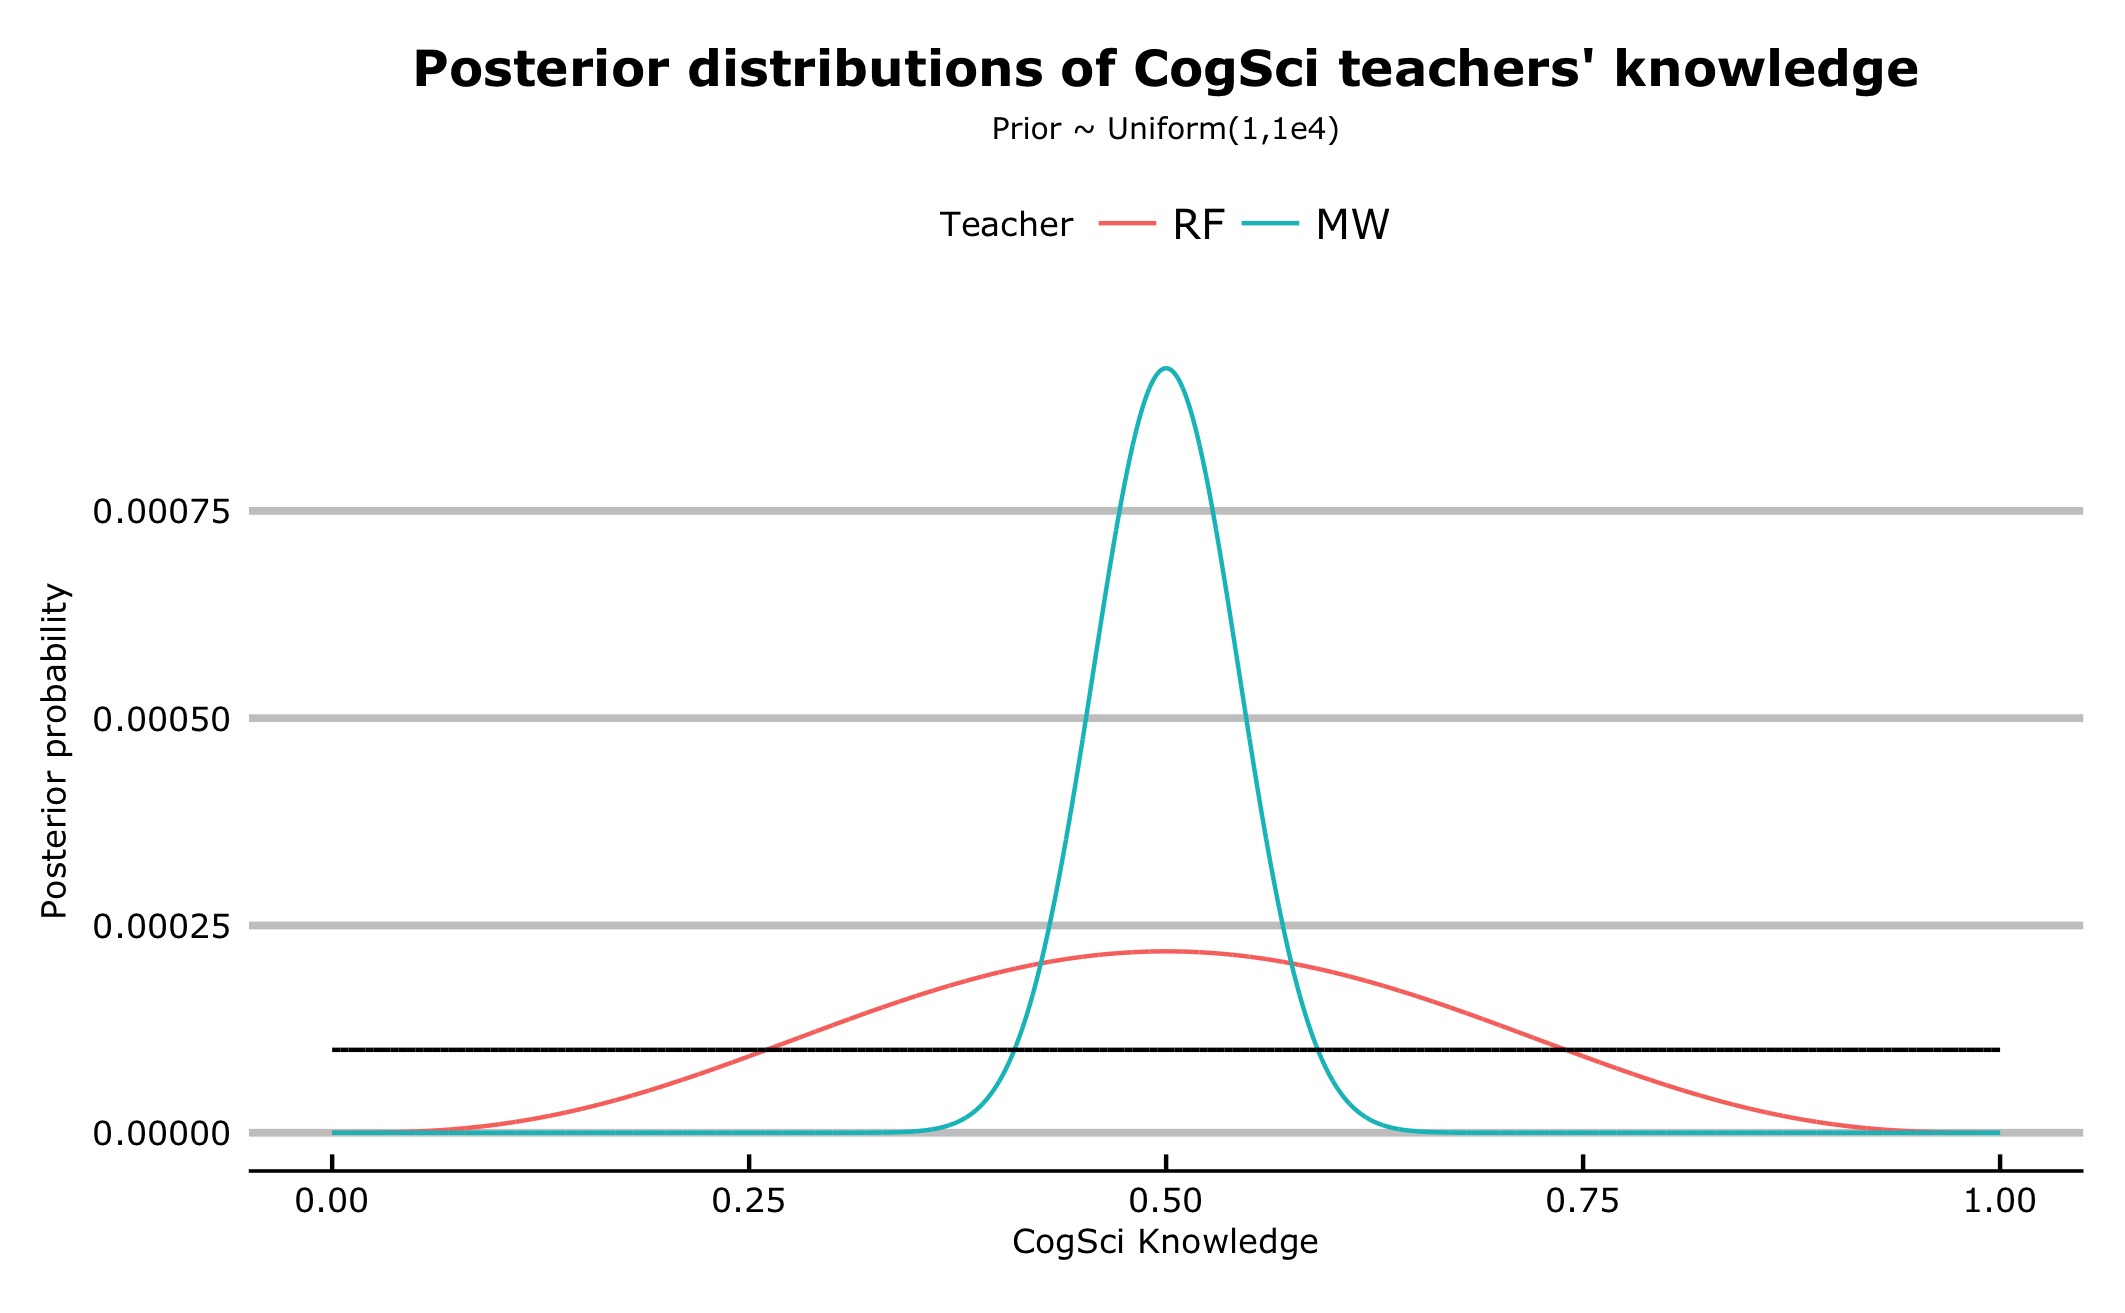 Posterior distributions of CogSci teachers' knowledge
Prior ~ Uniform(1,1e4)
Teacher RF MW
Posterior probability
0.00075
0.00050
0.00025
0.00000
0.00 0.25 0.50 0.75 1.00
CogSci Knowledge